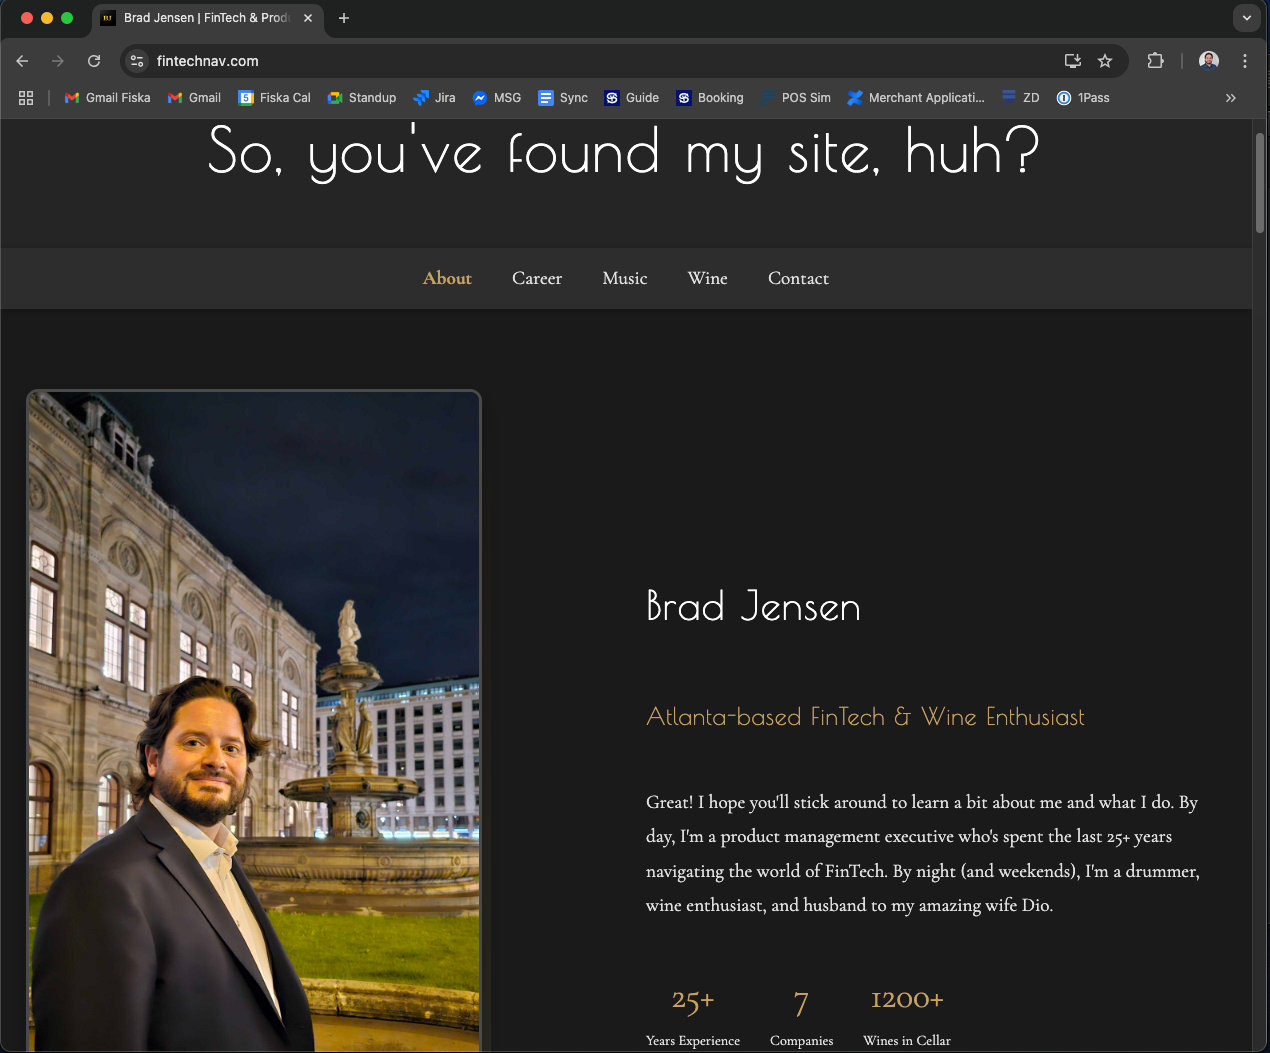 Brad Jensen | FinTech & Prod
fintechnav.com
Gmail Fiska Gmail Fiska Cal Standup Jira MSG Sync Guide Booking POS Sim Merchant Applicati... ZD 1Pass
So, you've found my site, huh?
About Career Music Wine Contact
Brad Jensen
Atlanta-based FinTech & Wine Enthusiast
Great! I hope you'll stick around to learn a bit about me and what I do. By
day, I'm a product management executive who's spent the last 25+ years
navigating the world of FinTech. By night (and weekends), I'm a drummer,
wine enthusiast, and husband to my amazing wife Dio.
25+ 7 1200+
Years Experience Companies Wines in Cellar